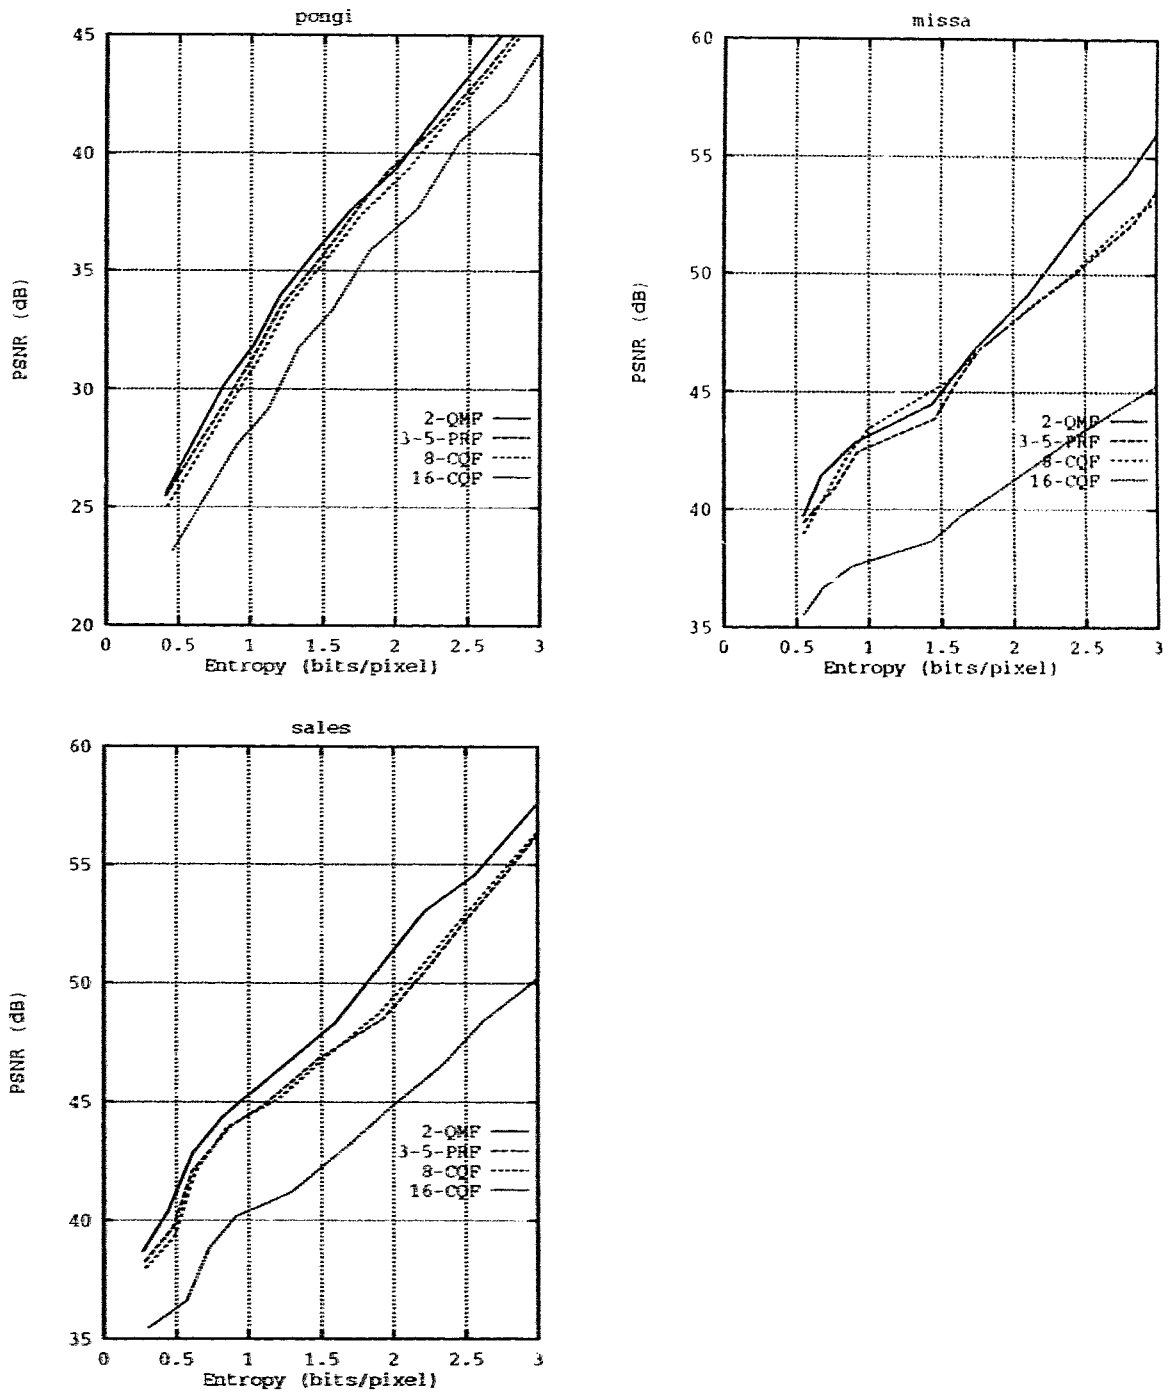 pongi
45
40
35
30
25
20
PSNR (dB)
2-QMF
3-5-PRF
8-CQF
16-CQF
0 0.5 1 1.5 2 2.5 3
Entropy (bits/pixel)
missa
60
55
50
45
40
35
PSNR (dB)
2-QMF
3-5-PRF
8-CQF
16-CQF
0 0.5 1 1.5 2 2.5 3
Entropy (bits/pixel)
sales
60
55
50
45
40
35
PSNR (dB)
2-QMF
3-5-PRF
8-CQF
16-CQF
0 0.5 1 1.5 2 2.5 3
Entropy (bits/pixel)